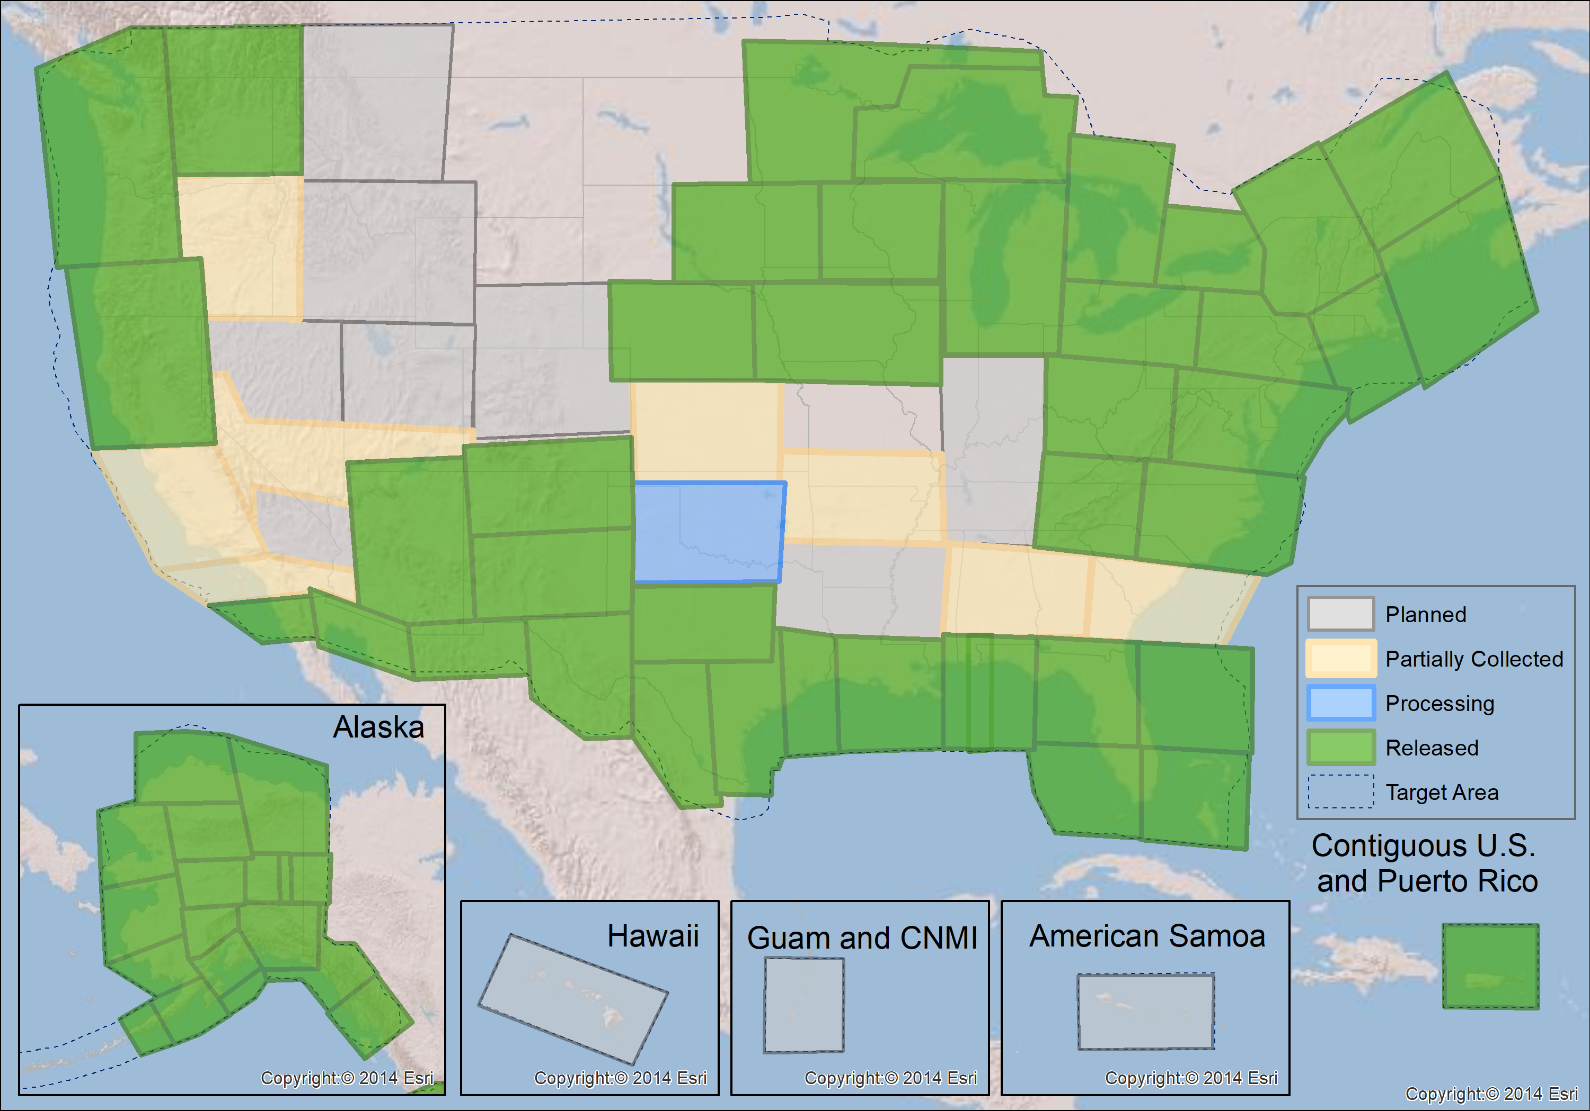 Planned
Partially Collected
Processing
Released
Target Area
Contiguous U.S.
and Puerto Rico
Alaska
Copyright:© 2014 Esri
Hawaii
Copyright:© 2014 Esri
Guam and CNMI
Copyright:© 2014 Esri
American Samoa
Copyright:© 2014 Esri
Copyright:© 2014 Esri